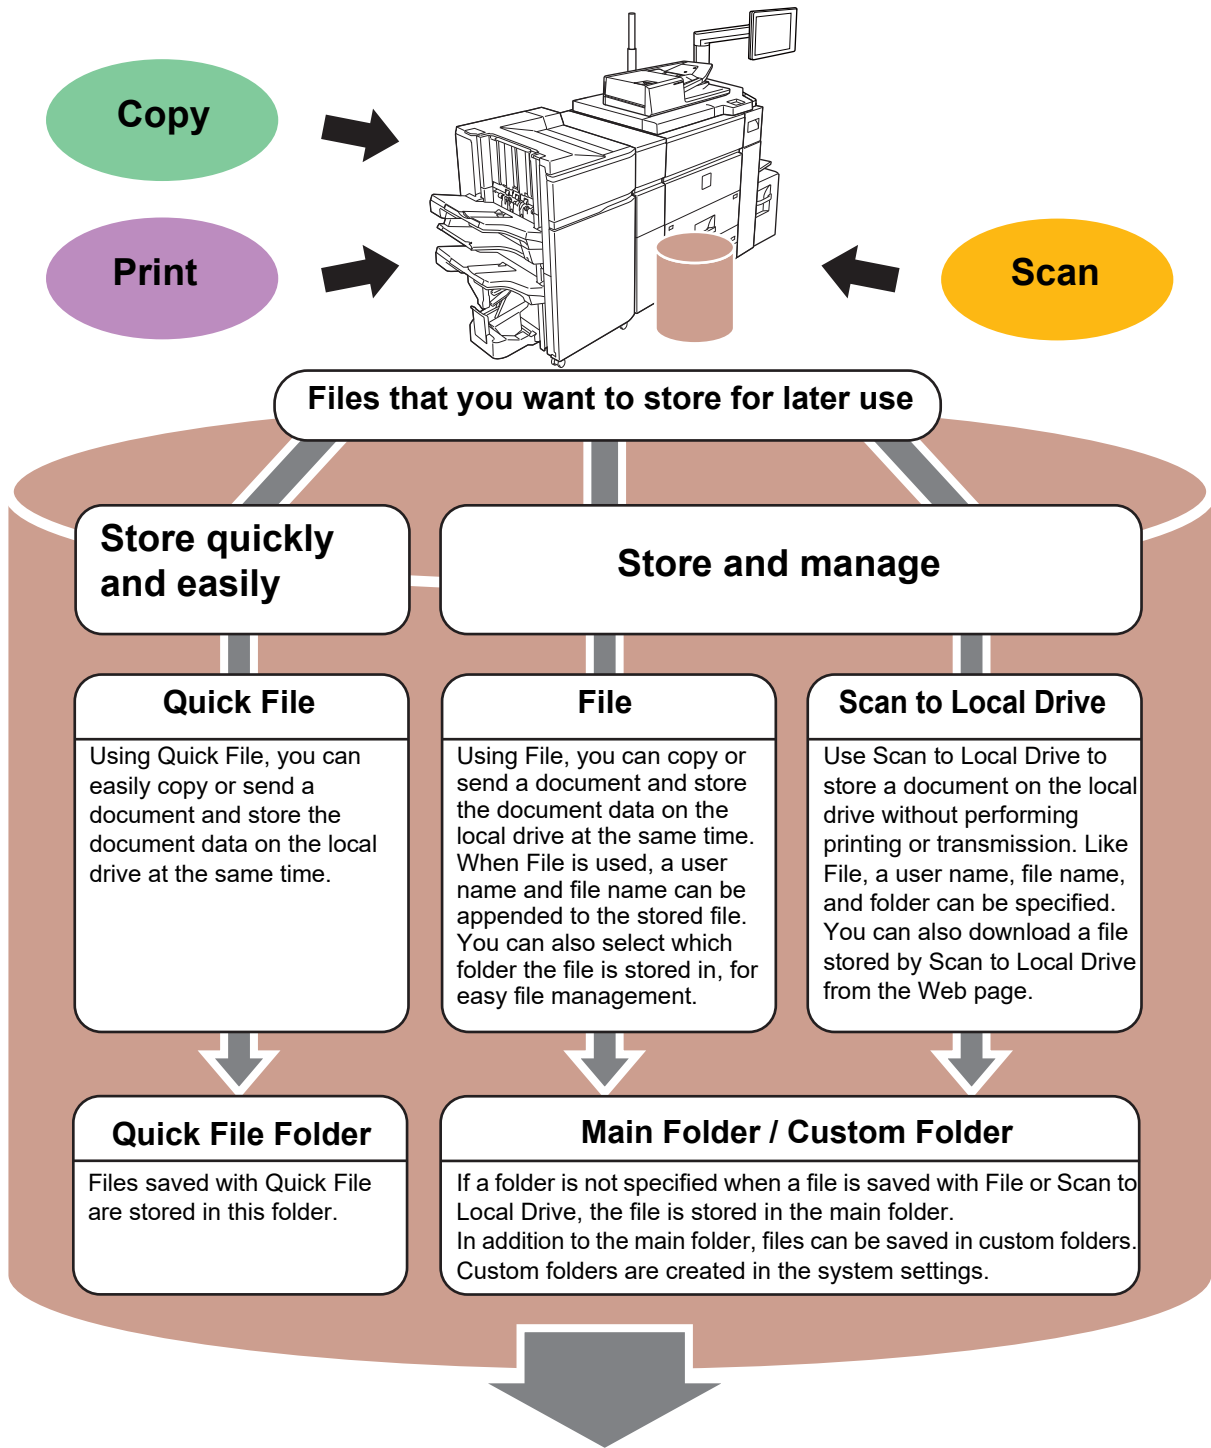 Copy
Print
Scan
Files that you want to store for later use
Store quickly
and easily
Store and manage
Quick File
Using Quick File, you can
easily copy or send a
document and store the
document data on the local
drive at the same time.
File
Using File, you can copy or
send a document and store
the document data on the
local drive at the same time.
When File is used, a user
name and file name can be
appended to the stored file.
You can also select which
folder the file is stored in, for
easy file management.
Scan to Local Drive
Use Scan to Local Drive to
store a document on the local
drive without performing
printing or transmission. Like
File, a user name, file name,
and folder can be specified.
You can also download a file
stored by Scan to Local Drive
from the Web page.
Quick File Folder
Files saved with Quick File
are stored in this folder.
Main Folder / Custom Folder
If a folder is not specified when a file is saved with File or Scan to
Local Drive, the file is stored in the main folder.
In addition to the main folder, files can be saved in custom folders.
Custom folders are created in the system settings.